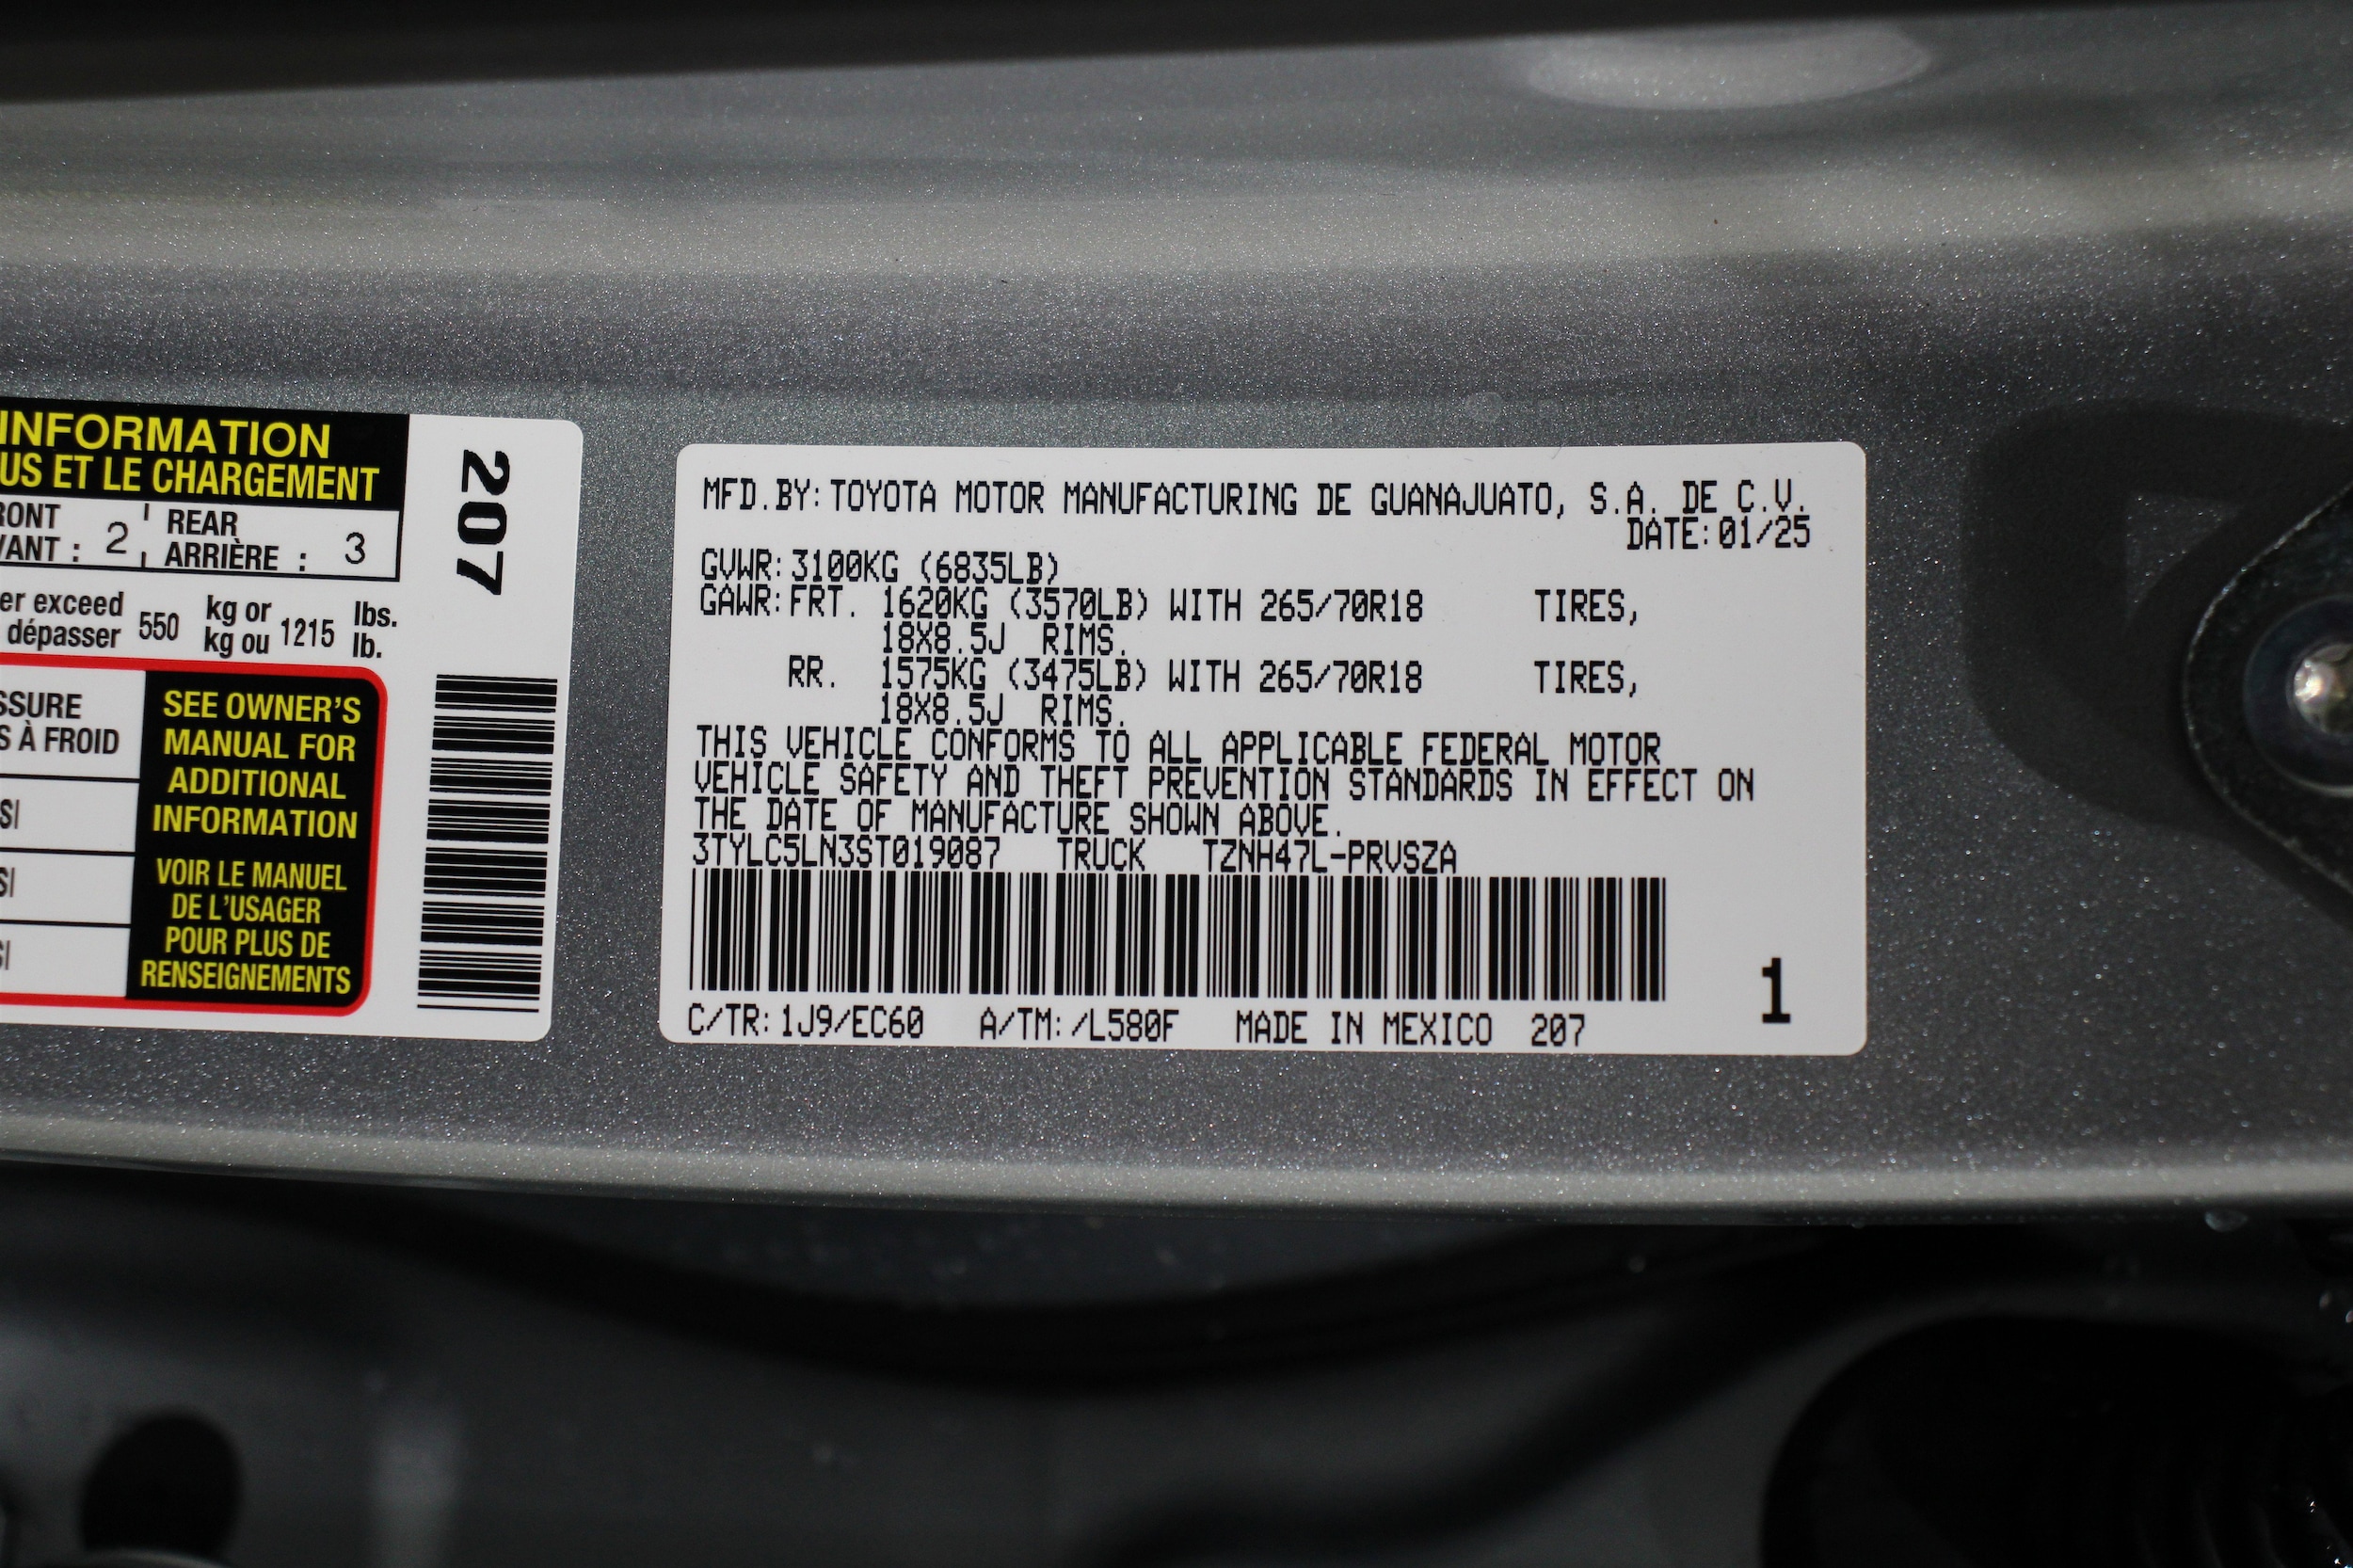 INFORMATION
US ET LE CHARGEMENT
RONT
VANT : 2
REAR
ARRIÈRE : 3
er exceed
dépasser 550 kg or
kg ou 1215 lbs.
lb.
SSURE
S À FROID
SI
SI
SI
SEE OWNER'S
MANUAL FOR
ADDITIONAL
INFORMATION
VOIR LE MANUEL
DE L'USAGER
POUR PLUS DE
RENSEIGNEMENTS
207
MFD.BY:TOYOTA MOTOR MANUFACTURING DE GUANAJUATO, S.A. DE C.V.
DATE:01/25
GVWR:3100KG (6835LB)
GAWR:FRT. 1620KG (3570LB) WITH 265/70R18 TIRES,
18X8.5J RIMS.
RR. 1575KG (3475LB) WITH 265/70R18 TIRES,
18X8.5J RIMS.
THIS VEHICLE CONFORMS TO ALL APPLICABLE FEDERAL MOTOR
VEHICLE SAFETY AND THEFT PREVENTION STANDARDS IN EFFECT ON
THE DATE OF MANUFACTURE SHOWN ABOVE.
3TYLC5LN3ST019087 TRUCK TZNH47L-PRVSZA
1
C/TR:1J9/EC60 A/TM:/L580F MADE IN MEXICO 207